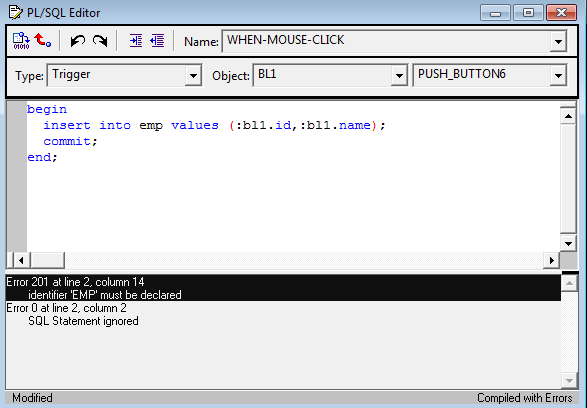 PL/SQL Editor
Name: WHEN-MOUSE-CLICK
Type: Trigger Object: BL1 PUSH_BUTTON6
begin
insert into emp values (:bl1.id,:bl1.name);
commit;
end;
Error 201 at line 2, column 14
identifier 'EMP' must be declared
Error 0 at line 2, column 2
SQL Statement ignored
Modified Compiled with Errors